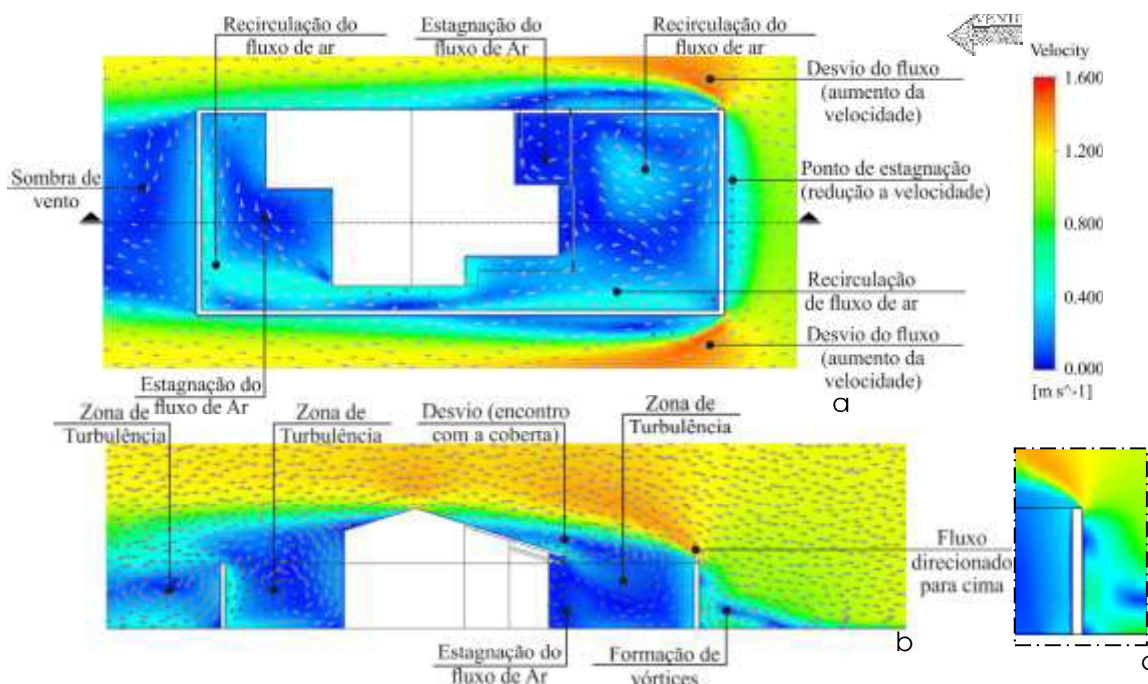 Recirculação do
fluxo de ar
Estagnação do
fluxo de Ar
Recirculação do
fluxo de ar
Velocity
1.600
1.200
0.800
0.400
0.000
[m s^-1]
Desvio do fluxo
(aumento da
velocidade)
Sombra de
vento
Ponto de estagnação
(redução a velocidade)
Recirculação
de fluxo de ar
Desvio do fluxo
(aumento da
velocidade)
a
Estagnação do
fluxo de Ar
Zona de
Turbulência
Zona de
Turbulência
Desvio (encontro
com a coberta)
Zona de
Turbulência
Fluxo
direcionado
para cima
b
Estagnação do
fluxo de Ar
Formação de
vórtices